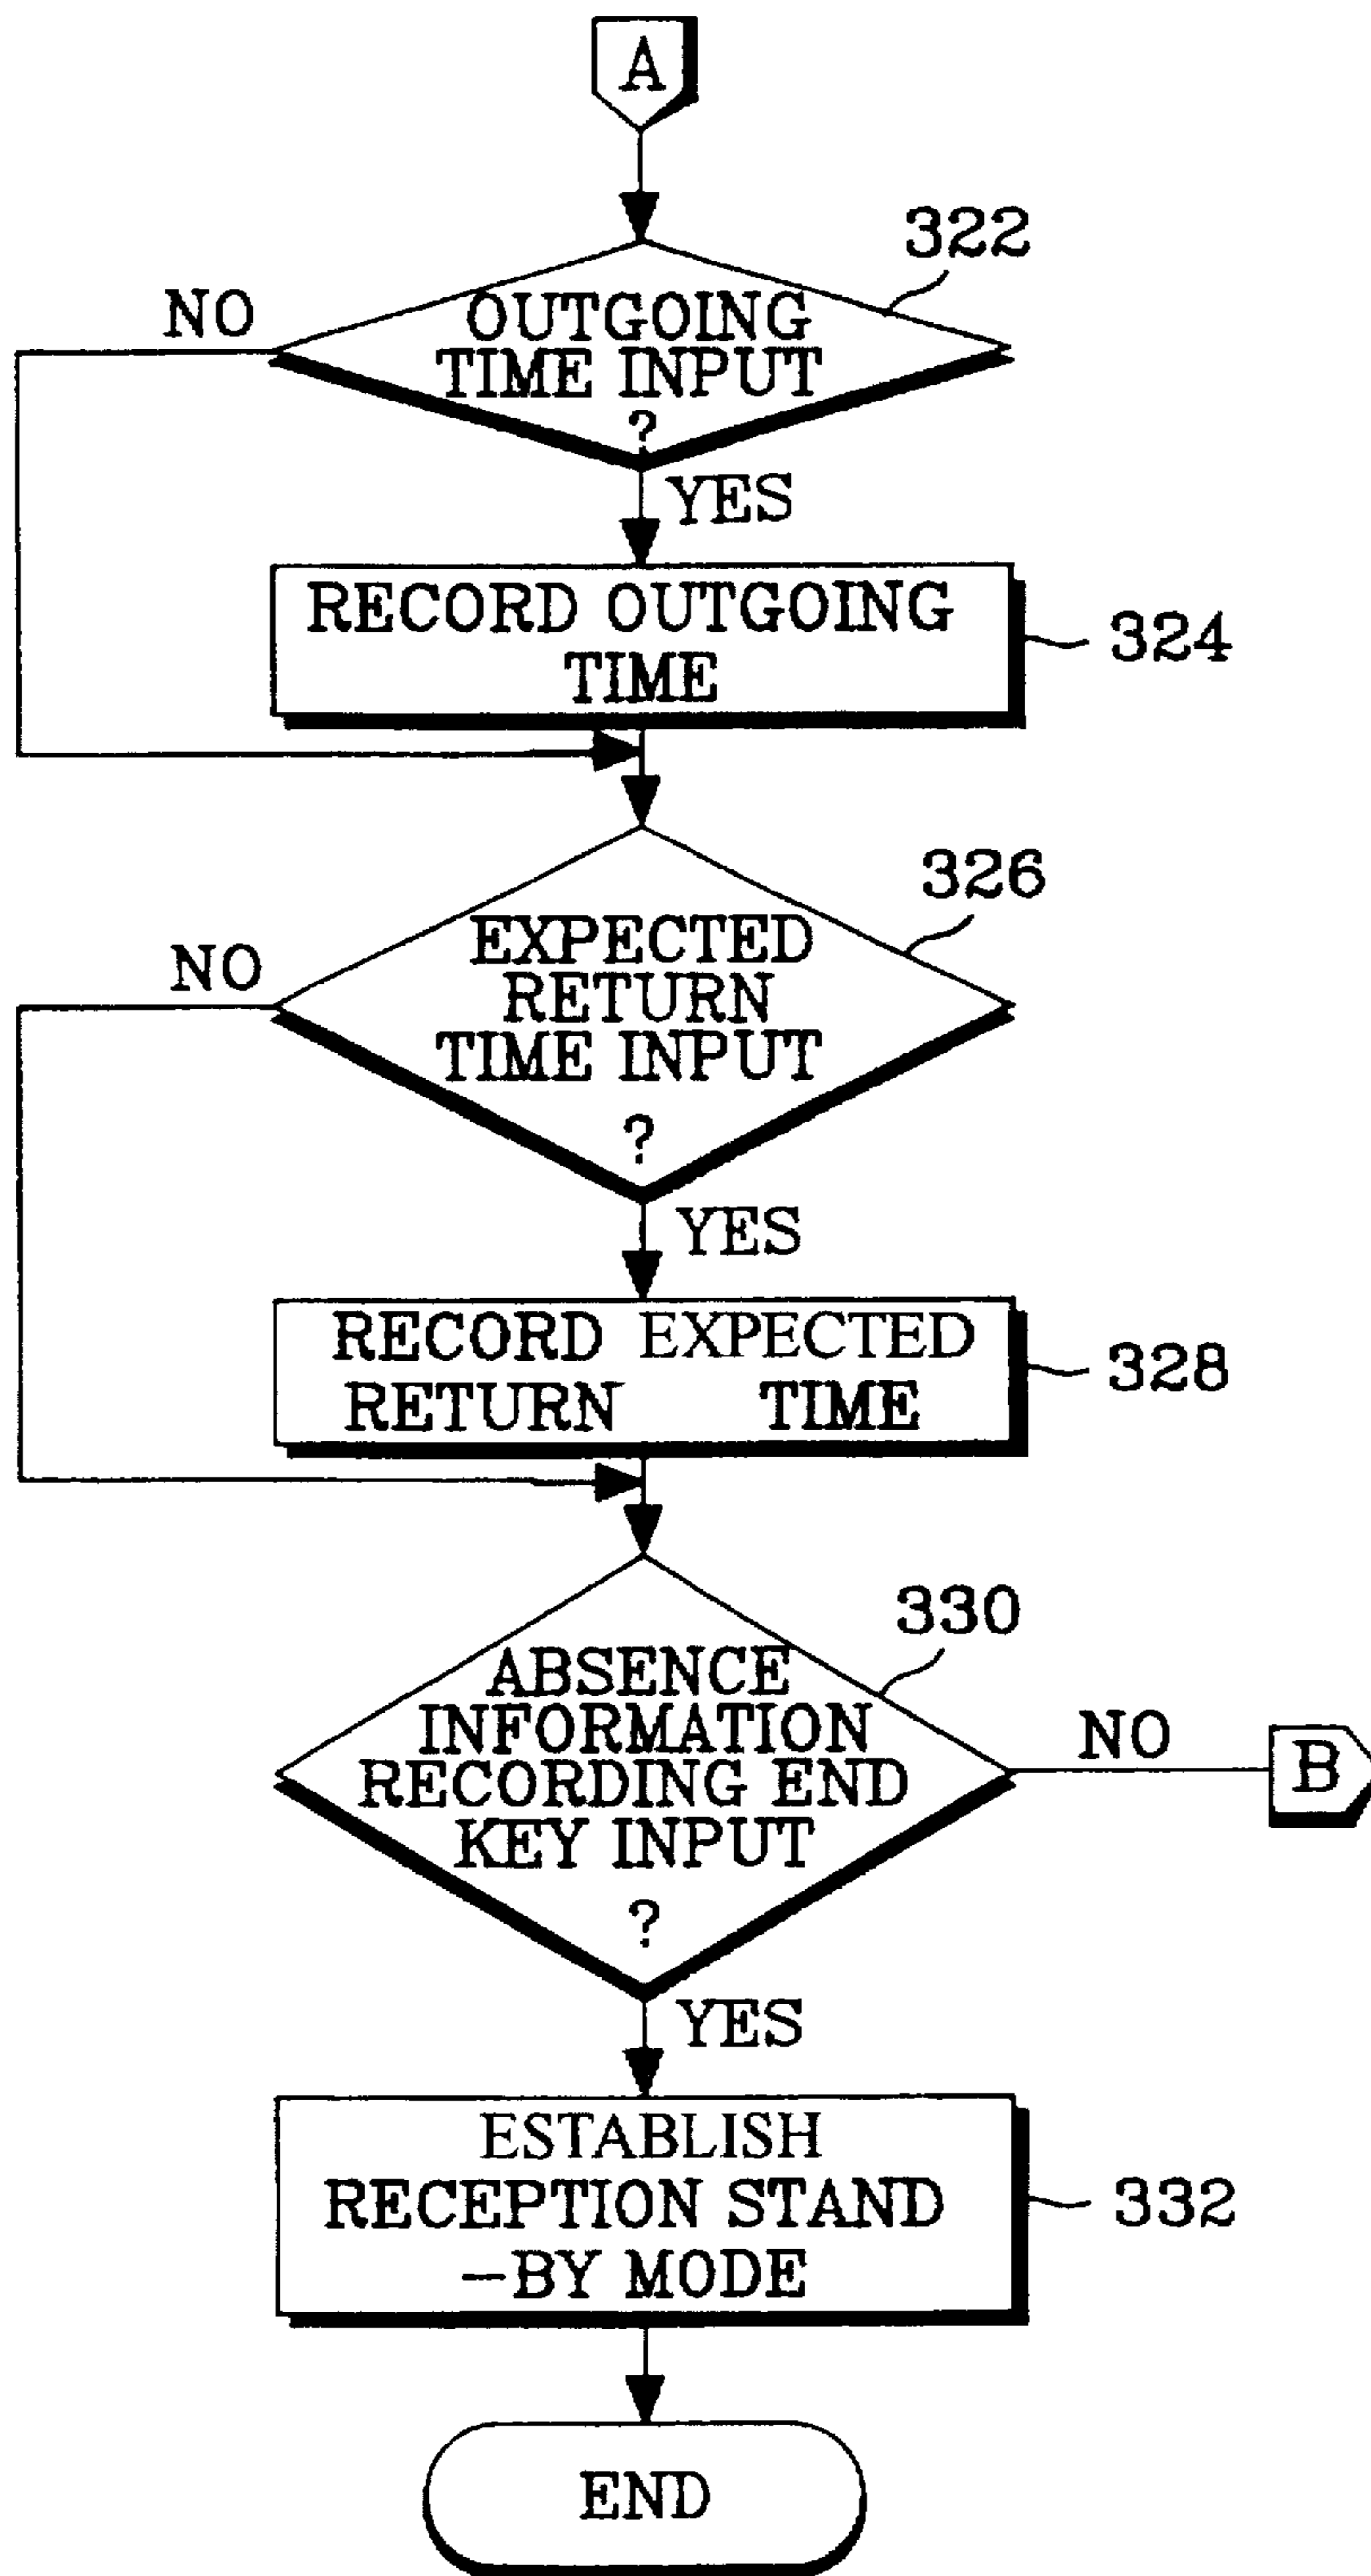 A
322
NO
OUTGOING
TIME INPUT
?
YES
RECORD OUTGOING
TIME
324
326
NO
EXPECTED
RETURN
TIME INPUT
?
YES
RECORD EXPECTED
RETURN TIME
328
330
ABSENCE
INFORMATION
RECORDING END
KEY INPUT
?
NO
B
YES
ESTABLISH
RECEPTION STAND
-BY MODE
332
END